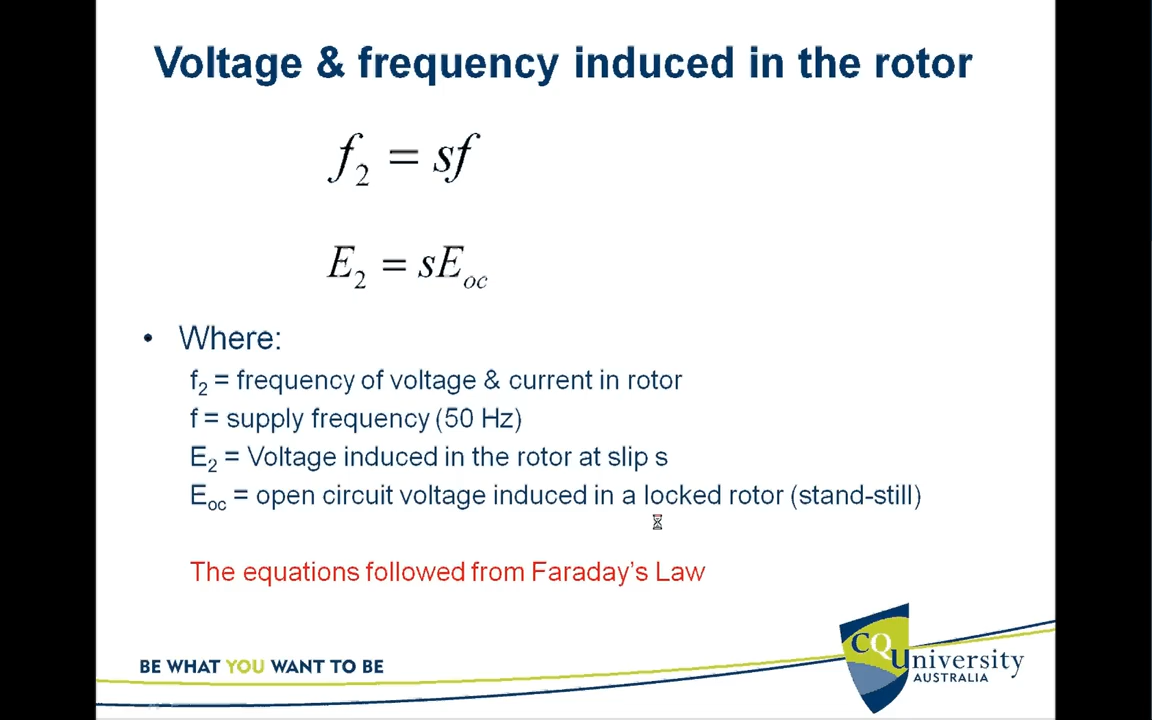 Voltage & frequency induced in the rotor
f₂ = sf
E₂ = sE_oc
• Where:
f₂ = frequency of voltage & current in rotor
f = supply frequency (50 Hz)
E₂ = Voltage induced in the rotor at slip s
E_oc = open circuit voltage induced in a locked rotor (stand-still)
The equations followed from Faraday's Law
BE WHAT YOU WANT TO BE
CQUniversity
AUSTRALIA